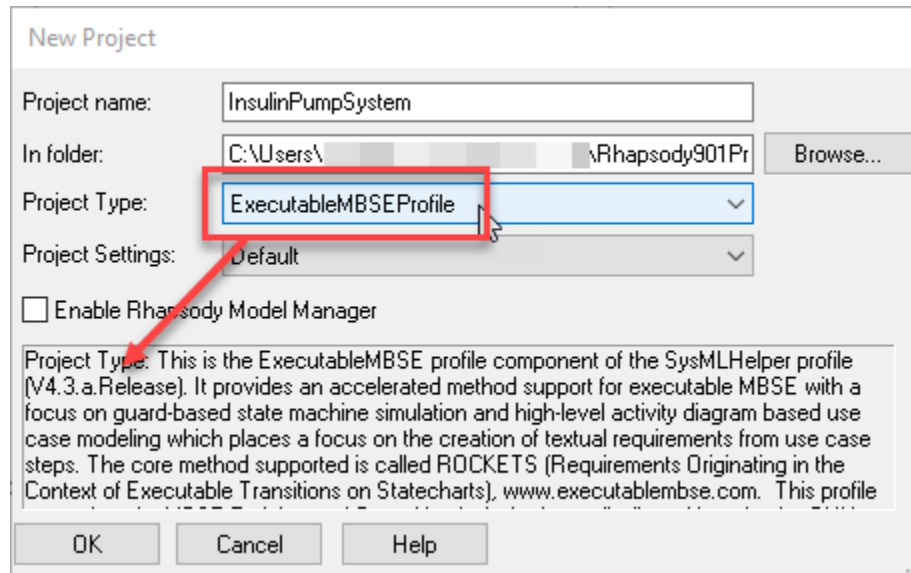 New Project
Project name: InsulinPumpSystem
In folder: C:\Users\ \Rhapsody901Pr Browse...
Project Type: ExecutableMBSEProfile
Project Settings: Default
Enable Rhapsody Model Manager
Project Type: This is the ExecutableMBSE profile component of the SysMLHelper profile
(V4.3.a.Release). It provides an accelerated method support for executable MBSE with a
focus on guard-based state machine simulation and high-level activity diagram based use
case modeling which places a focus on the creation of textual requirements from use case
steps. The core method supported is called ROCKETS (Requirements Originating in the
Context of Executable Transitions on Statecharts), www.executablembse.com. This profile
OK Cancel Help